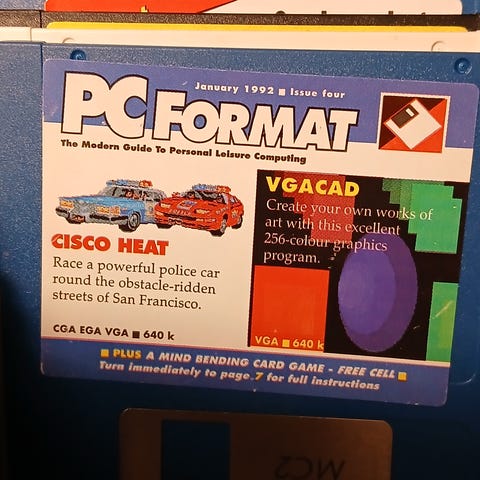 January 1992 ■ Issue four
PC FORMAT
The Modern Guide To Personal Leisure Computing
CISCO HEAT
Race a powerful police car
round the obstacle-ridden
streets of San Francisco.
CGA EGA VGA ■ 640 k
VGACAD
Create your own works of
art with this excellent
256-colour graphics
program.
VGA ■ 640 k
■ PLUS A MIND BENDING CARD GAME - FREE CELL ■
Turn immediately to page 7 for full instructions
MC2